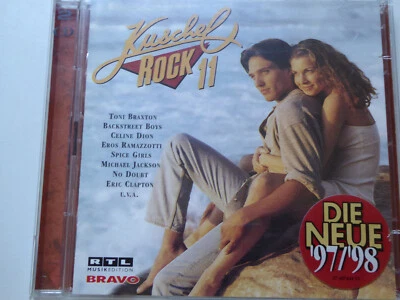 Kuschel
ROCK 11
TONI BRAXTON
BACKSTREET BOYS
CELINE DION
EROS RAMAZZOTTI
SPICE GIRLS
MICHAEL JACKSON
NO DOUBT
ERIC CLAPTON
U.V.A.
RTL
MUSIKEDITION
BRAVO
DIE
NEUE
'97/'98